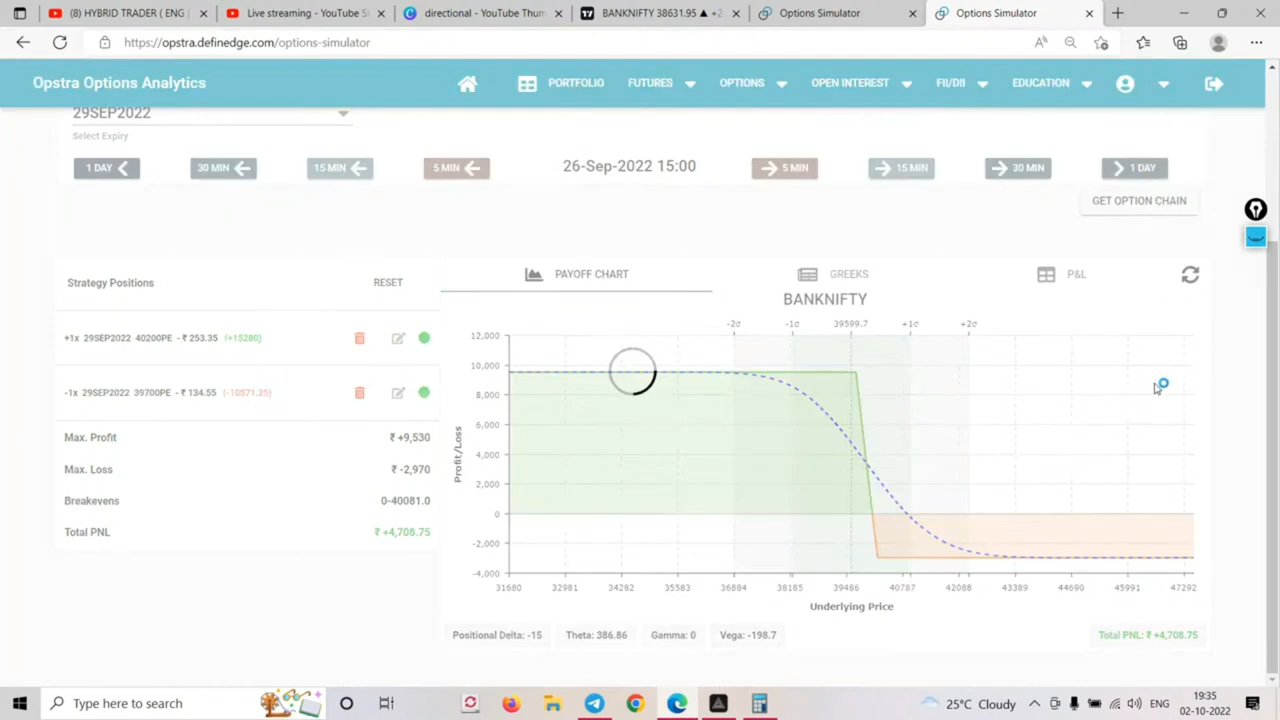 (8) HYBRID TRADER ( ENG |
Live streaming - YouTube S
directional - YouTube Thum
BANKNIFTY 38631.95 ▲ +2
Options Simulator
Options Simulator
https://opstra.definedge.com/options-simulator
Opstra Options Analytics
PORTFOLIO
FUTURES
OPTIONS
OPEN INTEREST
FII/DII
EDUCATION
29SEP2022
Select Expiry
1 DAY
30 MIN
15 MIN
5 MIN
26-Sep-2022 15:00
5 MIN
15 MIN
30 MIN
1 DAY
GET OPTION CHAIN
Strategy Positions
RESET
PAYOFF CHART
GREEKS
P&L
BANKNIFTY
-2σ
-1σ
39599.7
+1σ
+2σ
+1x 29SEP2022 40200PE - ₹ 253.35 (+15280)
-1x 29SEP2022 39700PE - ₹ 134.55 (-10571.25)
Max. Profit ₹ +9,530
Max. Loss ₹ -2,970
Breakevens 0-40081.0
Total PNL ₹ +4,708.75
Profit/Loss
12,000
10,000
8,000
6,000
4,000
2,000
0
-2,000
-4,000
31680 32981 34282 35583 36884 38185 39486 40787 42088 43389 44690 45991 47292
Underlying Price
Positional Delta: -15
Theta: 386.86
Gamma: 0
Vega: -198.7
Total PNL: ₹ +4,708.75
Type here to search
25°C Cloudy
ENG
19:35
02-10-2022